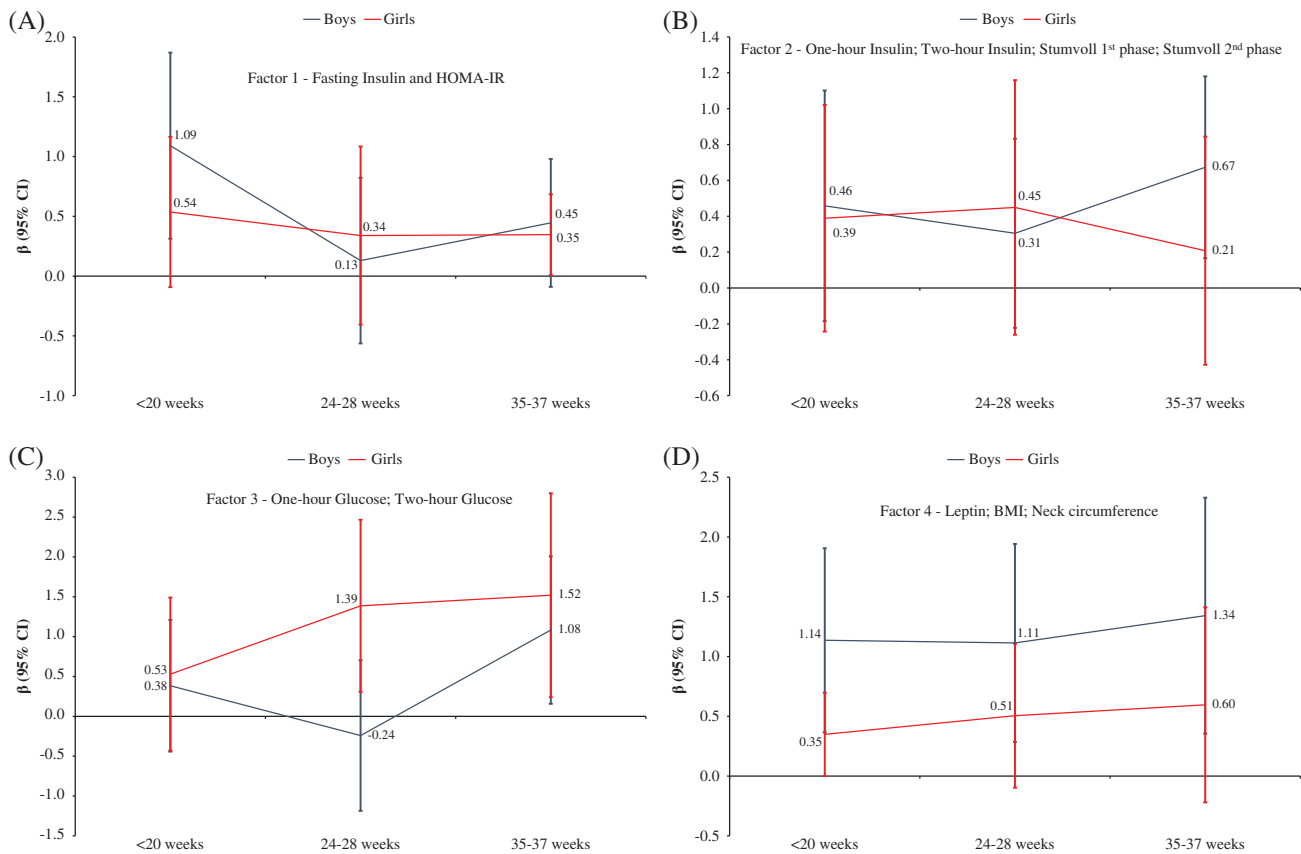 (A)
Boys Girls
Factor 1 - Fasting Insulin and HOMA-IR
β (95% CI)
2.0
1.5
1.0
0.5
0.0
-0.5
-1.0
1.09
0.54
0.34
0.13
0.45
0.35
<20 weeks 24-28 weeks 35-37 weeks
(B)
Boys Girls
Factor 2 - One-hour Insulin; Two-hour Insulin; Stumvoll 1st phase; Stumvoll 2nd phase
β (95% CI)
1.4
1.2
1.0
0.8
0.6
0.4
0.2
0.0
-0.2
-0.4
-0.6
0.46
0.39
0.45
0.31
0.67
0.21
<20 weeks 24-28 weeks 35-37 weeks
(C)
Boys Girls
Factor 3 - One-hour Glucose; Two-hour Glucose
β (95% CI)
3.0
2.5
2.0
1.5
1.0
0.5
0.0
-0.5
-1.0
-1.5
0.53
0.38
1.39
-0.24
1.52
1.08
<20 weeks 24-28 weeks 35-37 weeks
(D)
Boys Girls
Factor 4 - Leptin; BMI; Neck circumference
β (95% CI)
2.5
2.0
1.5
1.0
0.5
0.0
-0.5
1.14
0.35
1.11
0.51
1.34
0.60
<20 weeks 24-28 weeks 35-37 weeks